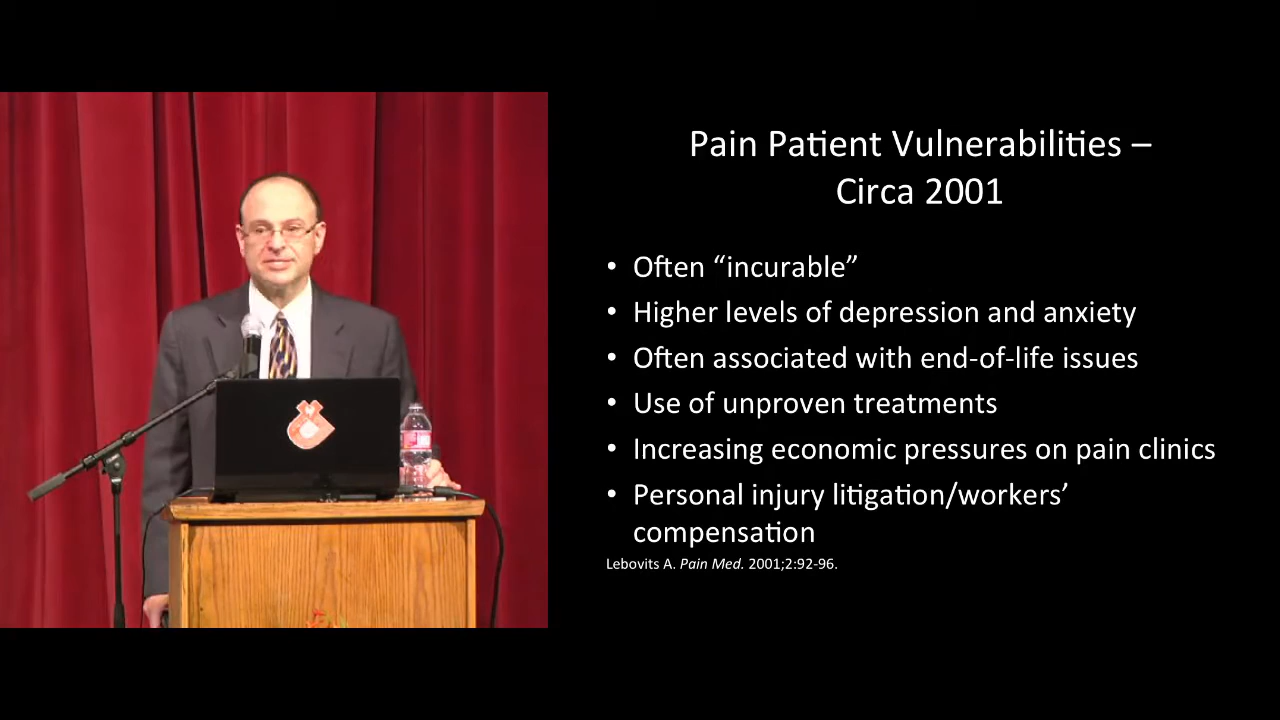 Pain Patient Vulnerabilities –
Circa 2001
• Often “incurable”
• Higher levels of depression and anxiety
• Often associated with end-of-life issues
• Use of unproven treatments
• Increasing economic pressures on pain clinics
• Personal injury litigation/workers’
compensation
Lebovits A. Pain Med. 2001;2:92-96.